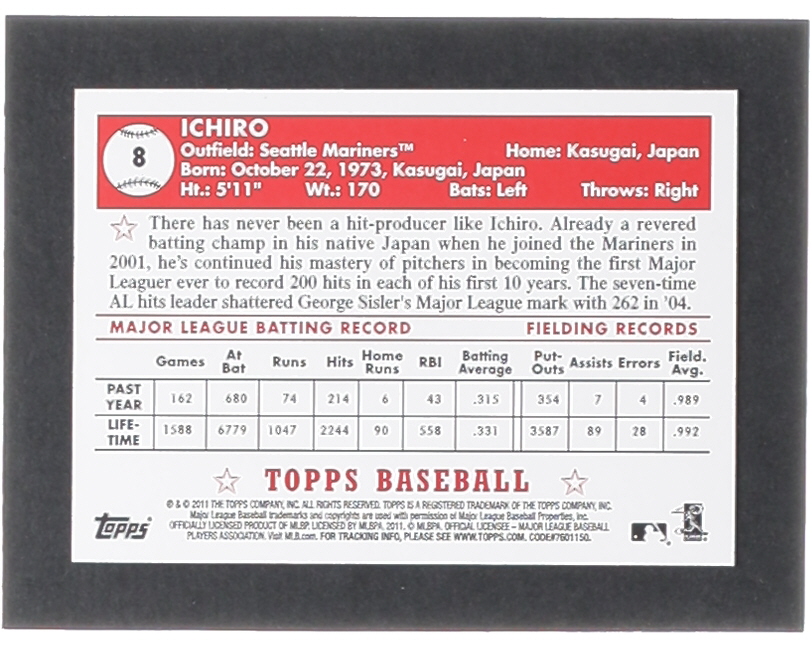 8
ICHIRO
Outfield: Seattle Mariners™ Home: Kasugai, Japan
Born: October 22, 1973, Kasugai, Japan
Ht.: 5'11" Wt.: 170 Bats: Left Throws: Right
There has never been a hit-producer like Ichiro. Already a revered
batting champ in his native Japan when he joined the Mariners in
2001, he's continued his mastery of pitchers in becoming the first Major
Leaguer ever to record 200 hits in each of his first 10 years. The seven-time
AL hits leader shattered George Sisler's Major League mark with 262 in '04.
MAJOR LEAGUE BATTING RECORD FIELDING RECORDS
Games At Bat Runs Hits Home Runs RBI Batting Average Put-Outs Assists Errors Field. Avg.
PAST YEAR 162 680 74 214 6 43 .315 354 7 4 .989
LIFE-TIME 1588 6779 1047 2244 90 558 .331 3587 89 28 .992
TOPPS BASEBALL
® & © 2011 THE TOPPS COMPANY, INC. ALL RIGHTS RESERVED. TOPPS IS A REGISTERED TRADEMARK OF THE TOPPS COMPANY, INC.
Major League Baseball trademarks and copyrights are used with permission of Major League Baseball Properties, Inc.
OFFICIALLY LICENSED PRODUCT OF MLBP. LICENSED BY MLBPA, 2011. © MLBPA. OFFICIAL LICENSEE – MAJOR LEAGUE BASEBALL
PLAYERS ASSOCIATION. Visit MLB.com. FOR TRACKING INFO, PLEASE SEE WWW.TOPPS.COM. CODE#7601150.
Topps